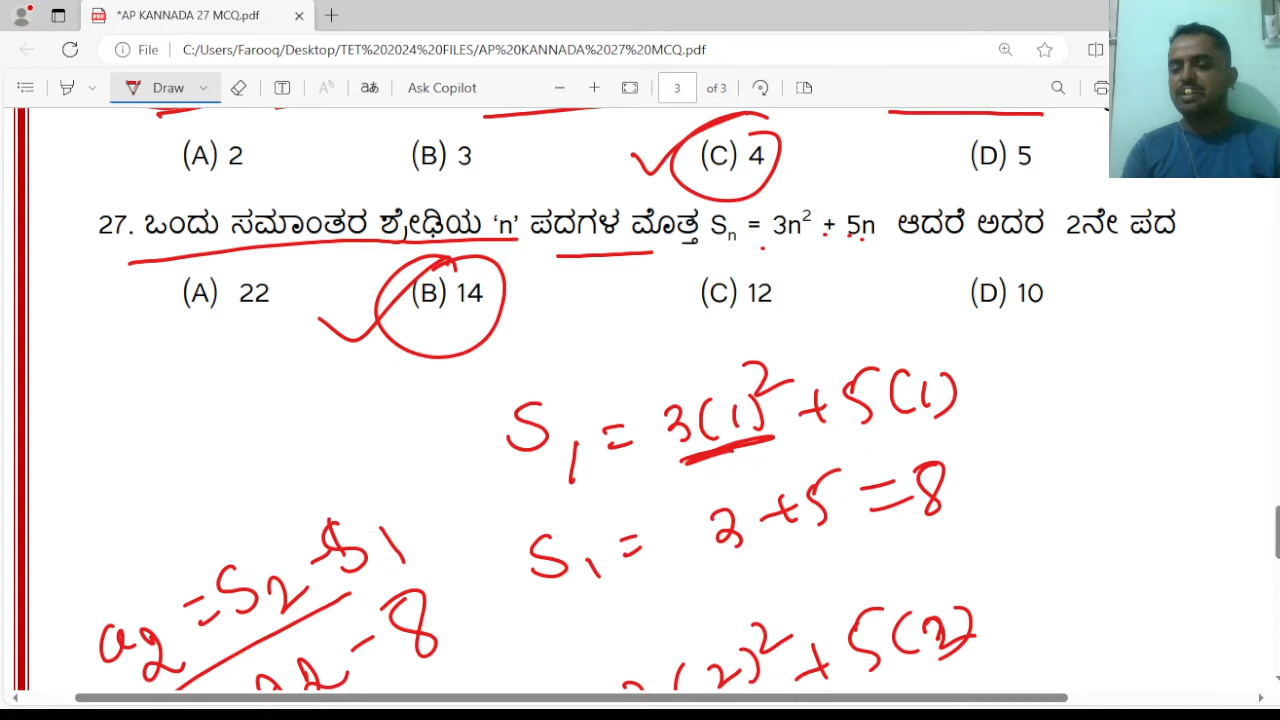 *AP KANNADA 27 MCQ.pdf
File C:/Users/Farooq/Desktop/TET%202024%20FILES/AP%20KANNADA%2027%20MCQ.pdf
Draw Ask Copilot 3 of 3
(A) 2 (B) 3 (C) 4 (D) 5
27. ಒಂದು ಸಮಾಂತರ ಶ್ರೇಢಿಯ ‘n’ ಪದಗಳ ಮೊತ್ತ Sₙ = 3n² + 5n ಆದರೆ ಅದರ 2ನೇ ಪದ
(A) 22 (B) 14 (C) 12 (D) 10
S₁ = 3(1)² + 5(1)
S₁ = 3 + 5 = 8
a₂ = S₂ - S₁
22 - 8
(2)² + 5(2)